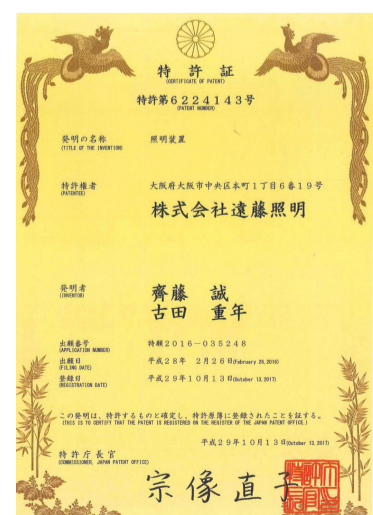 特許証
(CERTIFICATE OF PATENT)
特許第6224143号
(PATENT NUMBER)
発明の名称 照明装置
(TITLE OF THE INVENTION)
特許権者 大阪府大阪市中央区本町1丁目6番19号
(PATENTEE)
株式会社遠藤照明
発明者 齊藤 誠
(INVENTOR)
古田 重年
出願番号 特願2016-035248
(APPLICATION NUMBER)
出願日 平成28年 2月26日(February 26,2016)
(FILING DATE)
登録日 平成29年10月13日(October 13,2017)
(REGISTRATION DATE)
この発明は、特許するものと確定し、特許原簿に登録されたことを証する。
(THIS IS TO CERTIFY THAT THE PATENT IS REGISTERED ON THE REGISTER OF THE JAPAN PATENT OFFICE.)
平成29年10月13日(October 13,2017)
特許庁長官
(COMMISSIONER, JAPAN PATENT OFFICE)
宗像直子